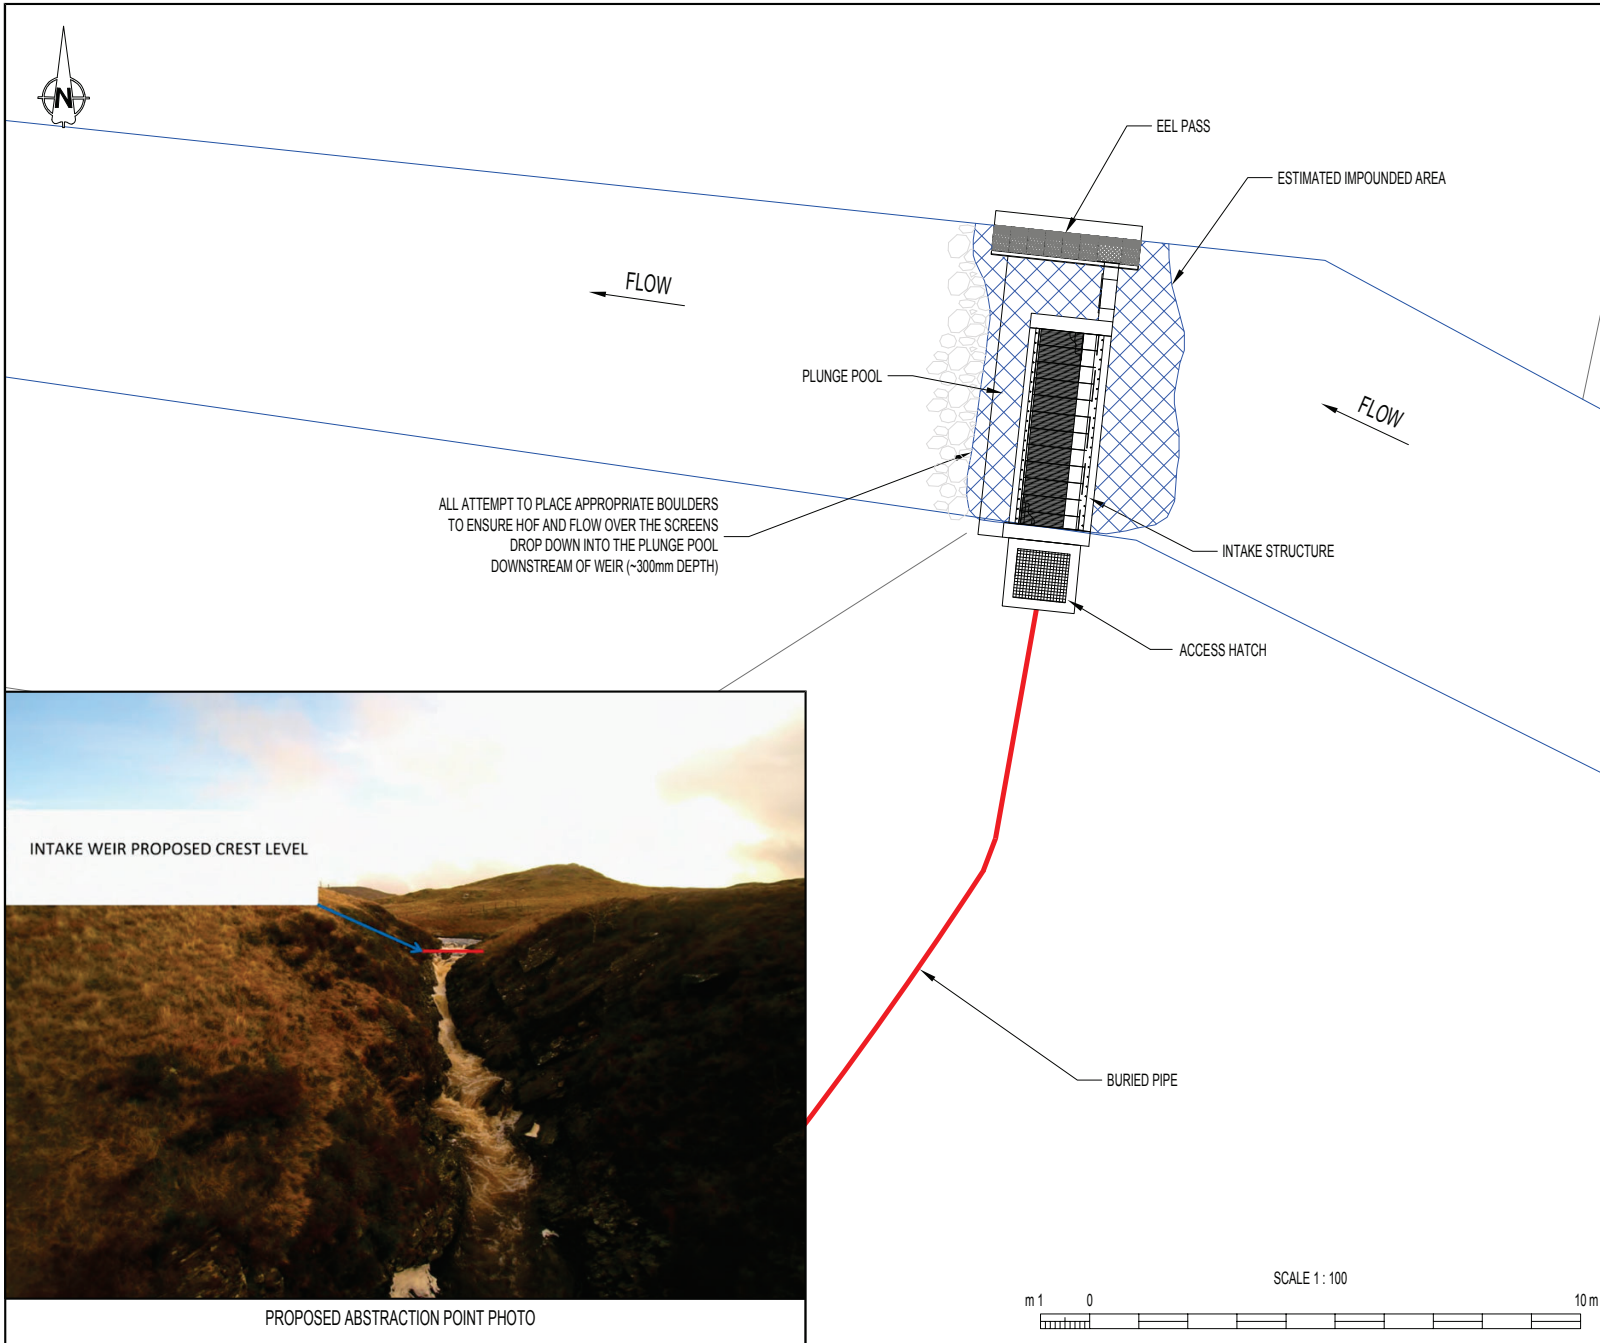 N
EEL PASS
ESTIMATED IMPOUNDED AREA
FLOW
PLUNGE POOL
FLOW
ALL ATTEMPT TO PLACE APPROPRIATE BOULDERS
TO ENSURE HOF AND FLOW OVER THE SCREENS
DROP DOWN INTO THE PLUNGE POOL
DOWNSTREAM OF WEIR (~300mm DEPTH)
INTAKE STRUCTURE
ACCESS HATCH
INTAKE WEIR PROPOSED CREST LEVEL
BURIED PIPE
SCALE 1 : 100
m 1 0 10 m
PROPOSED ABSTRACTION POINT PHOTO